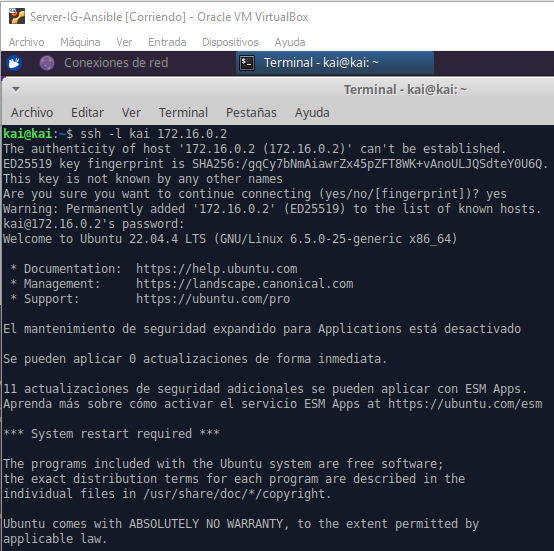 Server-IG-Ansible [Corriendo] - Oracle VM VirtualBox
Archivo Máquina Ver Entrada Dispositivos Ayuda
Conexiones de red Terminal - kai@kai: ~
Terminal - kai@kai: ~
Archivo Editar Ver Terminal Pestañas Ayuda
kai@kai:~$ ssh -l kai 172.16.0.2
The authenticity of host '172.16.0.2 (172.16.0.2)' can't be established.
ED25519 key fingerprint is SHA256:/gqCy7bNmAiawrZx45pZFT8WK+vAnoULJQSdteY0U6Q.
This key is not known by any other names
Are you sure you want to continue connecting (yes/no/[fingerprint])? yes
Warning: Permanently added '172.16.0.2' (ED25519) to the list of known hosts.
kai@172.16.0.2's password:
Welcome to Ubuntu 22.04.4 LTS (GNU/Linux 6.5.0-25-generic x86_64)
* Documentation: https://help.ubuntu.com
* Management: https://landscape.canonical.com
* Support: https://ubuntu.com/pro
El mantenimiento de seguridad expandido para Applications está desactivado
Se pueden aplicar 0 actualizaciones de forma inmediata.
11 actualizaciones de seguridad adicionales se pueden aplicar con ESM Apps.
Aprenda más sobre cómo activar el servicio ESM Apps at https://ubuntu.com/esm
*** System restart required ***
The programs included with the Ubuntu system are free software;
the exact distribution terms for each program are described in the
individual files in /usr/share/doc/*/copyright.
Ubuntu comes with ABSOLUTELY NO WARRANTY, to the extent permitted by
applicable law.